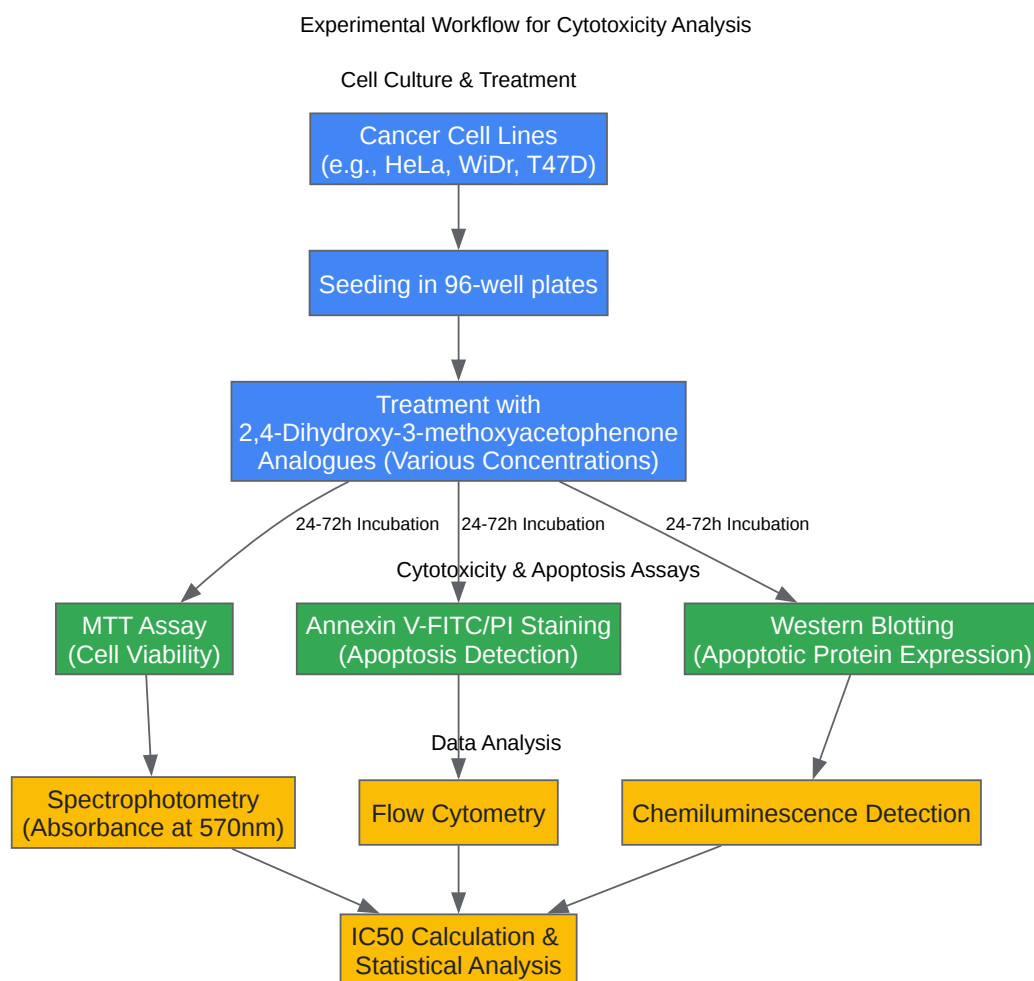 Experimental Workflow for Cytotoxicity Analysis
Cell Culture & Treatment
Cancer Cell Lines
(e.g., HeLa, WiDr, T47D)
Seeding in 96-well plates
Treatment with
2,4-Dihydroxy-3-methoxyacetophenone
Analogues (Various Concentrations)
24-72h Incubation
24-72h Incubation
24-72h Incubation
Cytotoxicity & Apoptosis Assays
MTT Assay
(Cell Viability)
Annexin V-FITC/PI Staining
(Apoptosis Detection)
Western Blotting
(Apoptotic Protein Expression)
Data Analysis
Spectrophotometry
(Absorbance at 570nm)
Flow Cytometry
Chemiluminescence Detection
IC50 Calculation &
Statistical Analysis